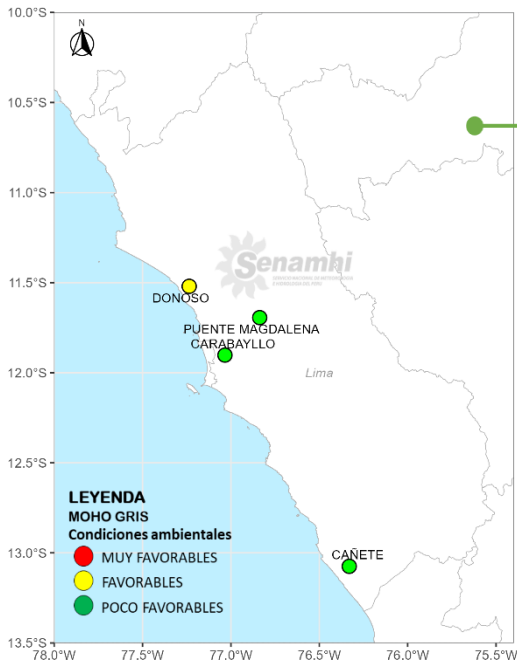 10.0°S
N
10.5°S
11.0°S
11.5°S
Senamhi
DONOSO
PUENTE MAGDALENA
CARABAYLLO
12.0°S
Lima
12.5°S
LEYENDA
MOHO GRIS
Condiciones ambientales
CAÑETE
13.0°S
MUY FAVORABLES
FAVORABLES
POCO FAVORABLES
13.5°S
78.0°W 77.5°W 77.0°W 76.5°W 76.0°W 75.5°W